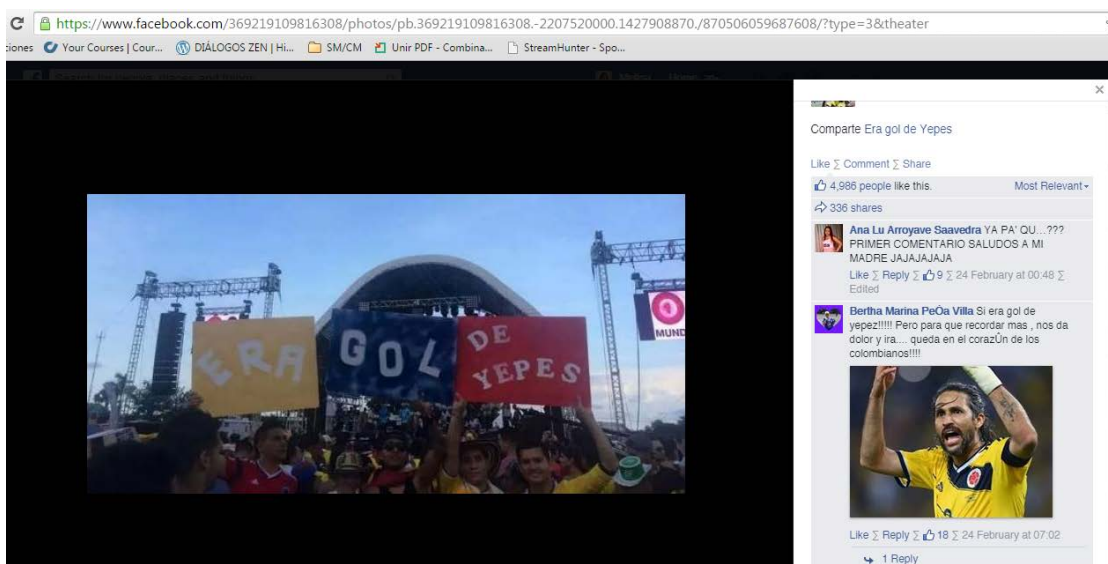 https://www.facebook.com/369219109816308/photos/pb.369219109816308.-2207520000.1427908870./870506059687608/?type=3&theater
ciones Your Courses | Cour... DIÁLOGOS ZEN | Hi... SM/CM Unir PDF - Combina... StreamHunter - Spo...
Comparte Era gol de Yepes
Like ∑ Comment ∑ Share
4,986 people like this. Most Relevant
336 shares
Ana Lu Arroyave Saavedra YA PA' QU...???
PRIMER COMENTARIO SALUDOS A MI
MADRE JAJAJAJAJA
Like ∑ Reply ∑ 9 ∑ 24 February at 00:48 ∑
Edited
Bertha Marina PeÒa Villa Si era gol de
yepez!!!!! Pero para que recordar mas , nos da
dolor y ira.... queda en el corazÛn de los
colombianos!!!!
Like ∑ Reply ∑ 18 ∑ 24 February at 07:02
1 Reply
ERA
GOL
DE
YEPES
MUND